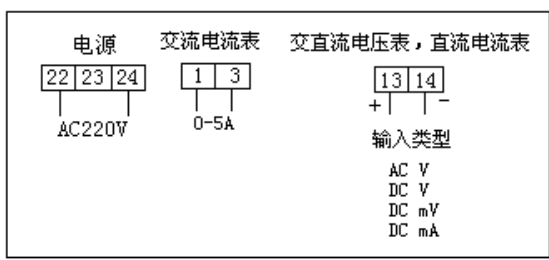 电源 交流电流表 交直流电压表，直流电流表
22 23 24 1 3 13 14
+ -
AC220V 0-5A
输入类型
AC V
DC V
DC mV
DC mA